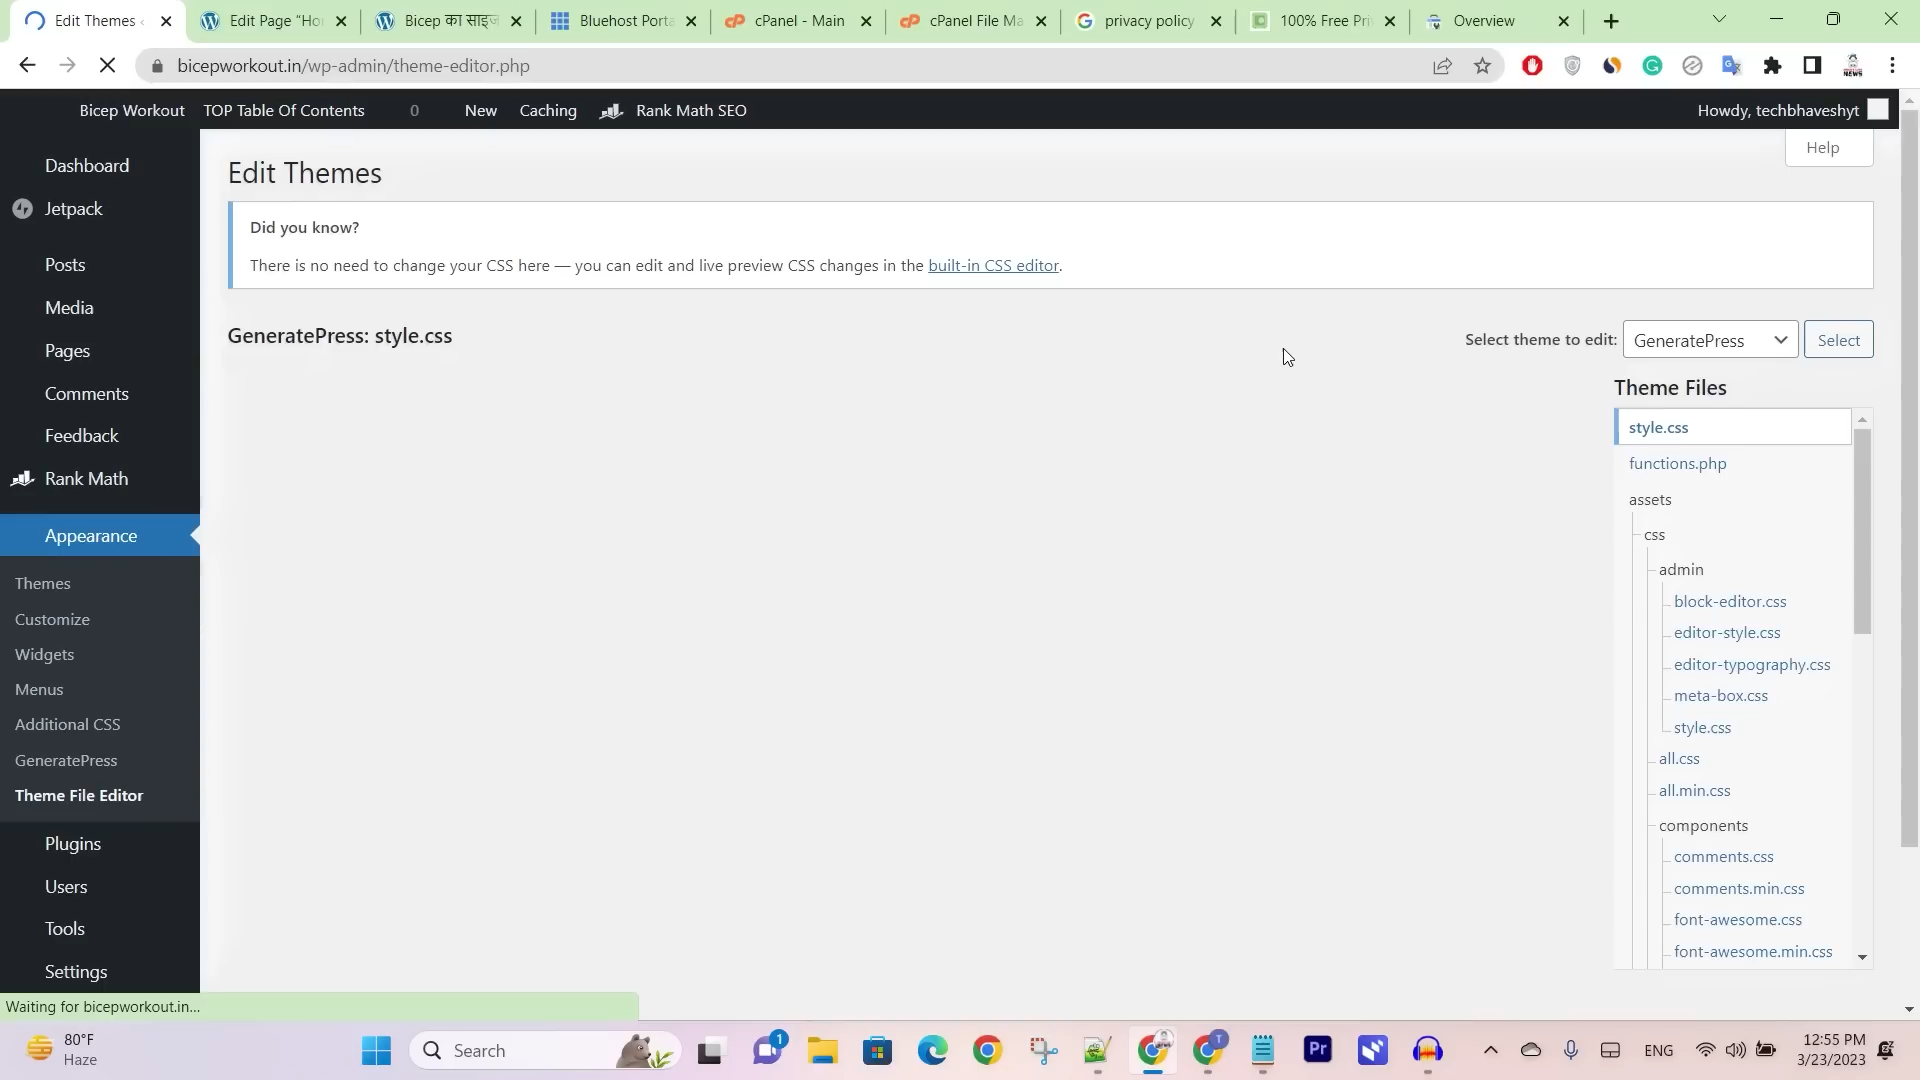 Edit Themes
Edit Page "Ho
Bicep का साइज
Bluehost Porta
cPanel - Main
cPanel File Ma
privacy policy
100% Free Pri
Overview
bicepworkout.in/wp-admin/theme-editor.php
Bicep Workout
TOP Table Of Contents
0
New
Caching
Rank Math SEO
Howdy, techbhaveshyt
Help
Dashboard
Jetpack
Posts
Media
Pages
Comments
Feedback
Rank Math
Appearance
Themes
Customize
Widgets
Menus
Additional CSS
GeneratePress
Theme File Editor
Plugins
Users
Tools
Settings
Edit Themes
Did you know?
There is no need to change your CSS here — you can edit and live preview CSS changes in the built-in CSS editor.
GeneratePress: style.css
Select theme to edit:
GeneratePress
Select
Theme Files
style.css
functions.php
assets
css
admin
block-editor.css
editor-style.css
editor-typography.css
meta-box.css
style.css
all.css
all.min.css
components
comments.css
comments.min.css
font-awesome.css
font-awesome.min.css
Waiting for bicepworkout.in...
80°F
Haze
Search
1
T
Pr
ENG
12:55 PM
3/23/2023